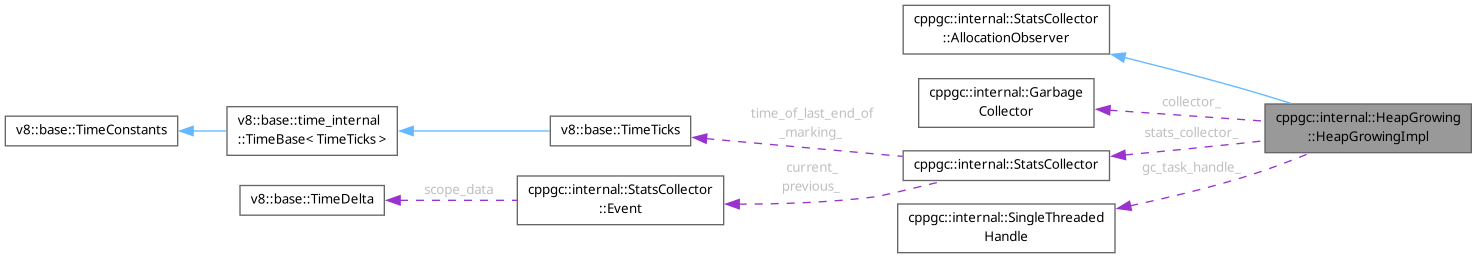 cppgc::internal::StatsCollector
::AllocationObserver
cppgc::internal::Garbage
Collector
collector_
cppgc::internal::HeapGrowing
::HeapGrowingImpl
v8::base::TimeConstants
v8::base::time_internal
::TimeBase< TimeTicks >
v8::base::TimeTicks
time_of_last_end_of
_marking_
stats_collector_
cppgc::internal::StatsCollector
current_
previous_
gc_task_handle_
v8::base::TimeDelta
scope_data
cppgc::internal::StatsCollector
::Event
cppgc::internal::SingleThreaded
Handle